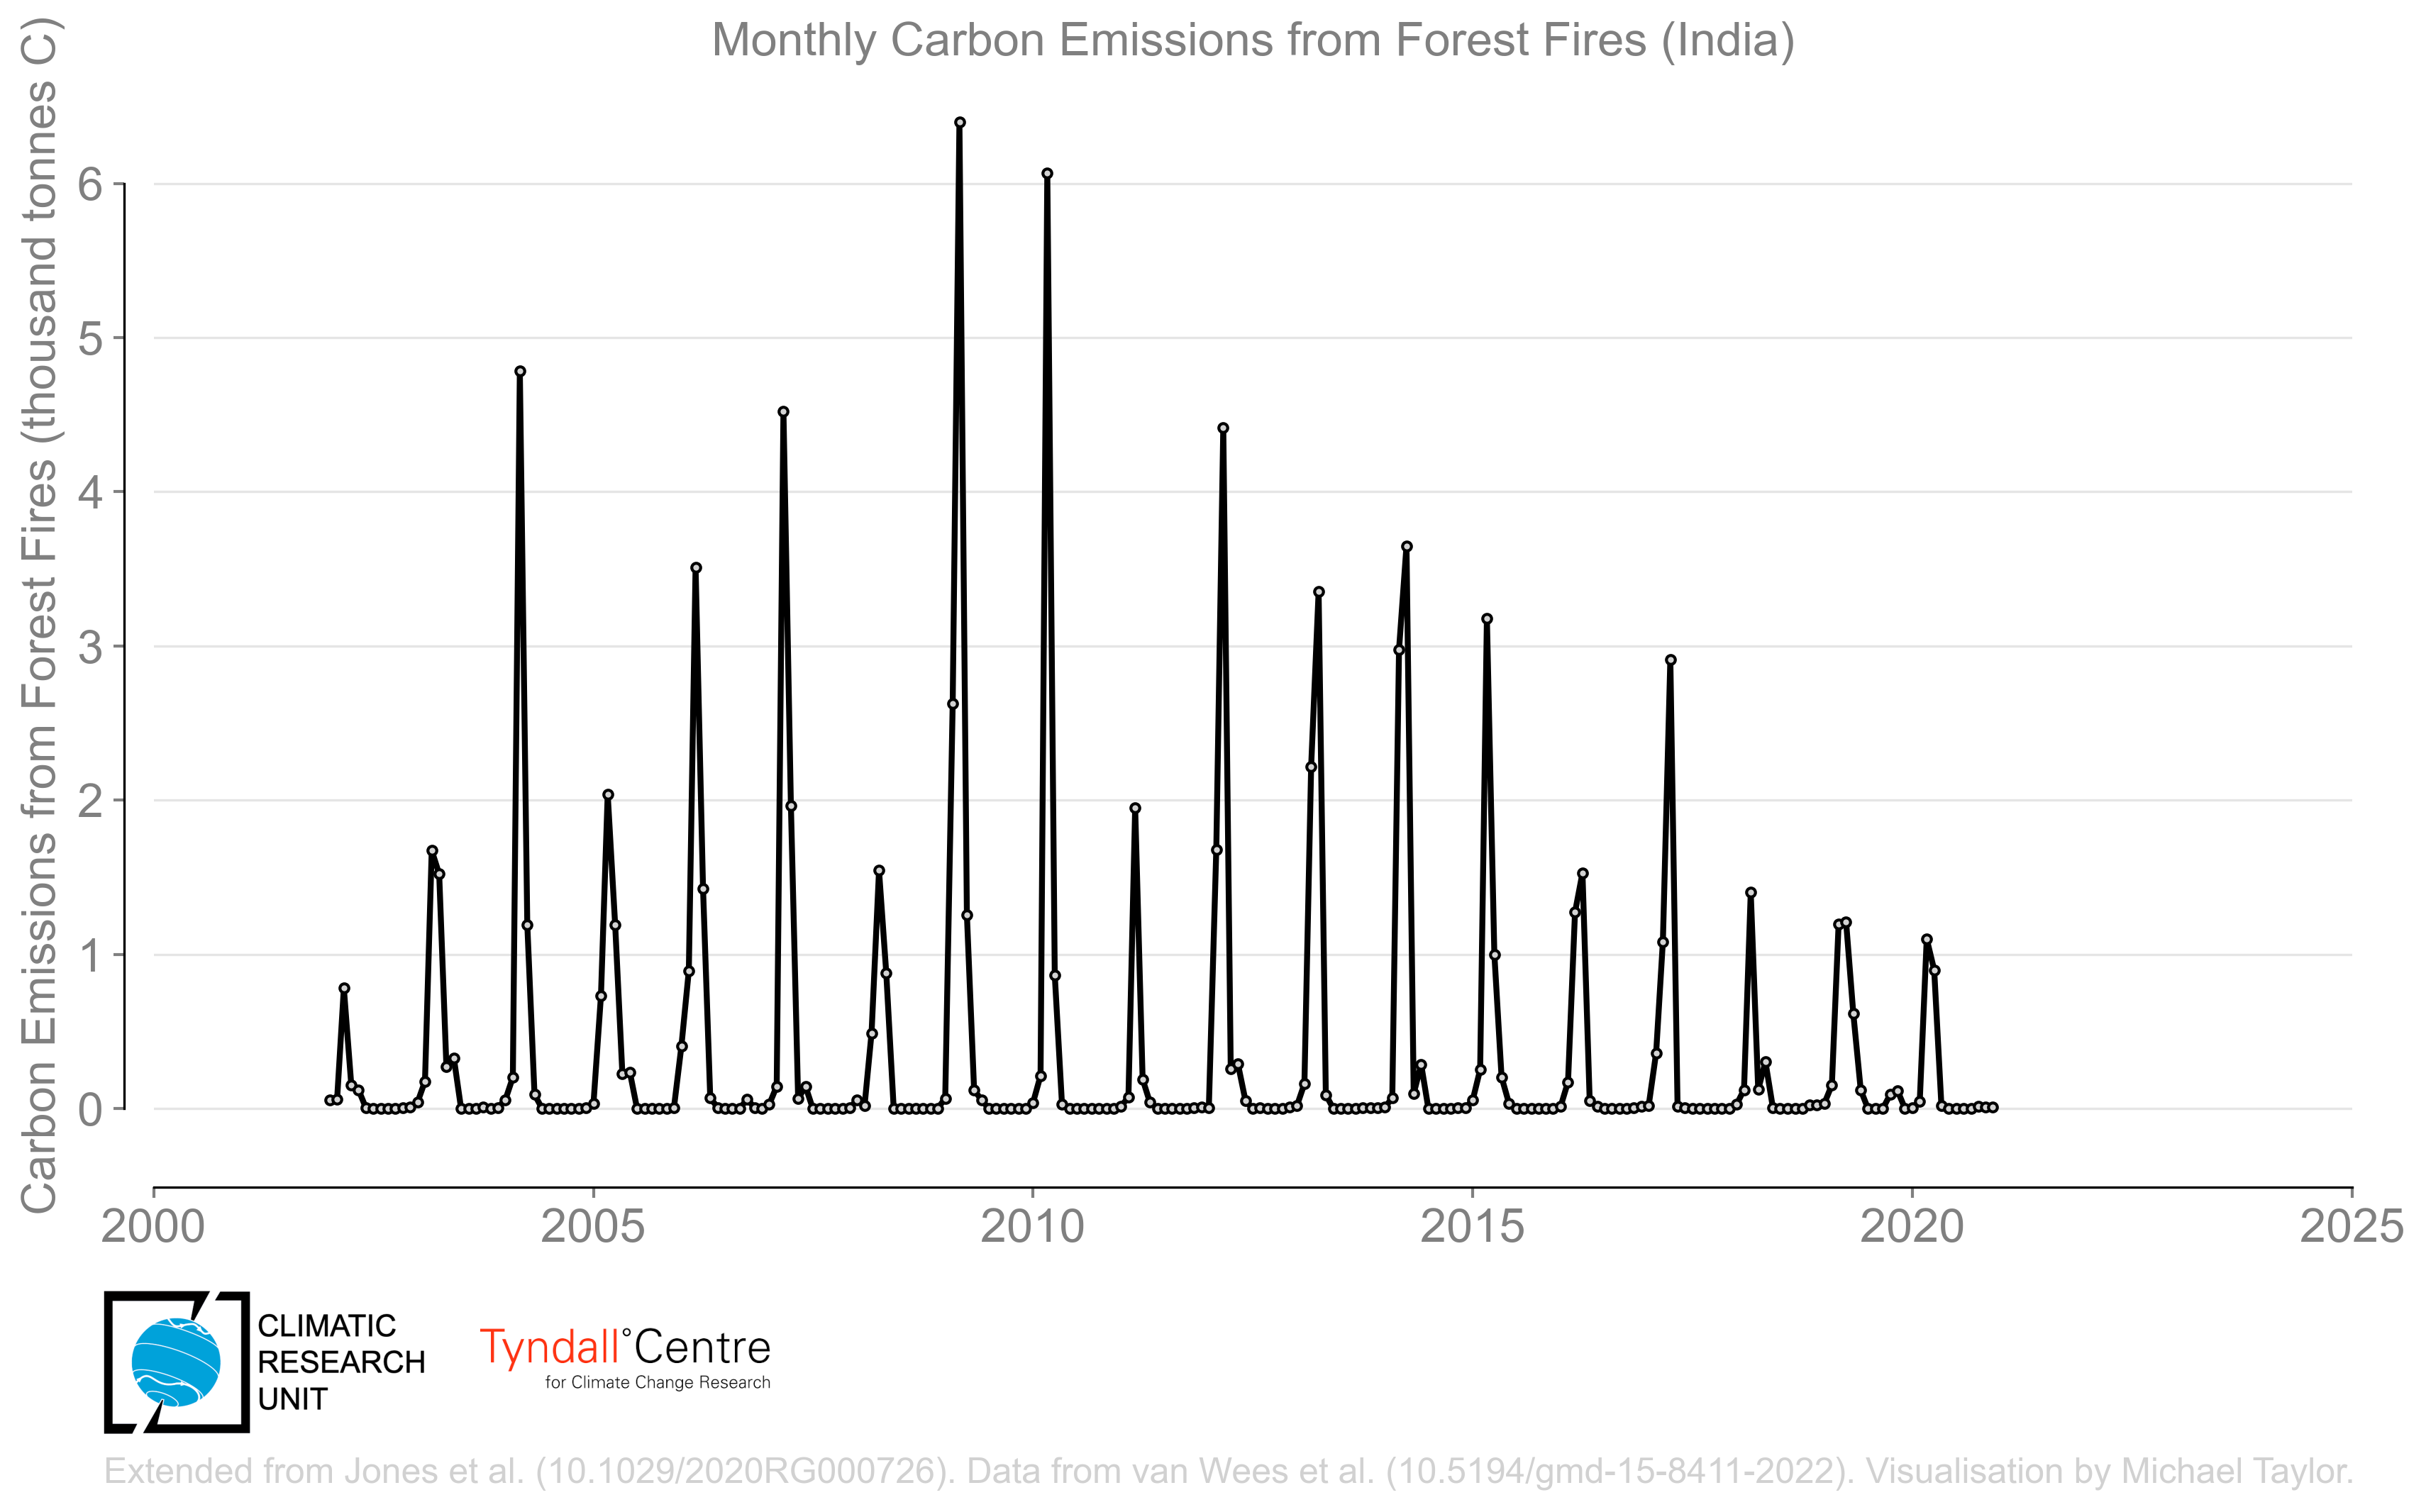 Monthly Carbon Emissions from Forest Fires (India)
Carbon Emissions from Forest Fires (thousand tonnes C)
6
5
4
3
2
1
0
2000 2005 2010 2015 2020 2025
CLIMATIC
RESEARCH
UNIT
Tyndall°Centre
for Climate Change Research
Extended from Jones et al. (10.1029/2020RG000726). Data from van Wees et al. (10.5194/gmd-15-8411-2022). Visualisation by Michael Taylor.